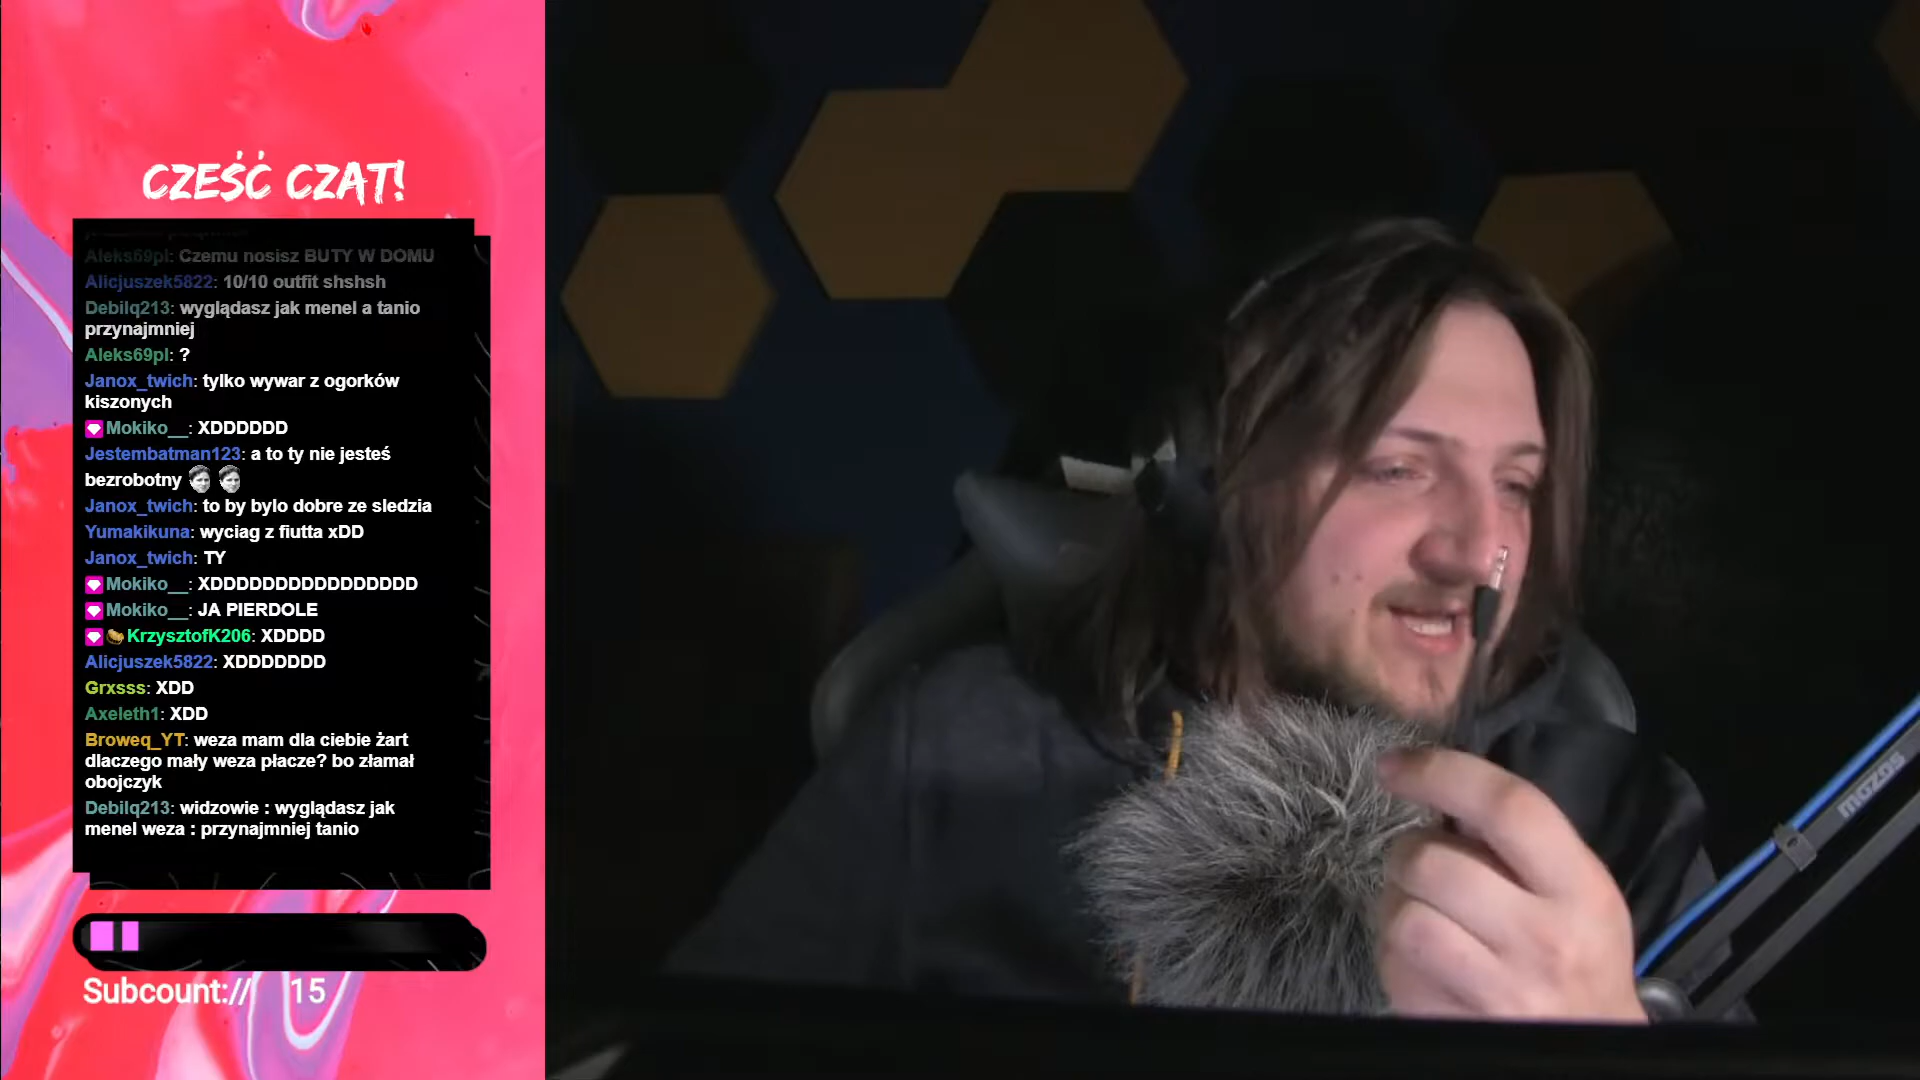 CZEŚĆ CZAT!
Aleks69pl: Czemu nosisz BUTY W DOMU
Alicjuszek5822: 10/10 outfit shshsh
Debilq213: wyglądasz jak menel a tanio
przynajmniej
Aleks69pl: ?
Janox_twich: tylko wywar z ogorków
kiszonych
Mokiko__: XDDDDDD
Jestembatman123: a to ty nie jesteś
bezrobotny
Janox_twich: to by bylo dobre ze sledzia
Yumakikuna: wyciag z fiutta xDD
Janox_twich: TY
Mokiko__: XDDDDDDDDDDDDDDDD
Mokiko__: JA PIERDOLE
KrzysztofK206: XDDDD
Alicjuszek5822: XDDDDDDD
Grxsss: XDD
Axeleth1: XDD
Broweq_YT: weza mam dla ciebie żart
dlaczego mały weza płacze? bo złamał
obojczyk
Debilq213: widzowie : wyglądasz jak
menel weza : przynajmniej tanio
Subcount:// 15
mozos